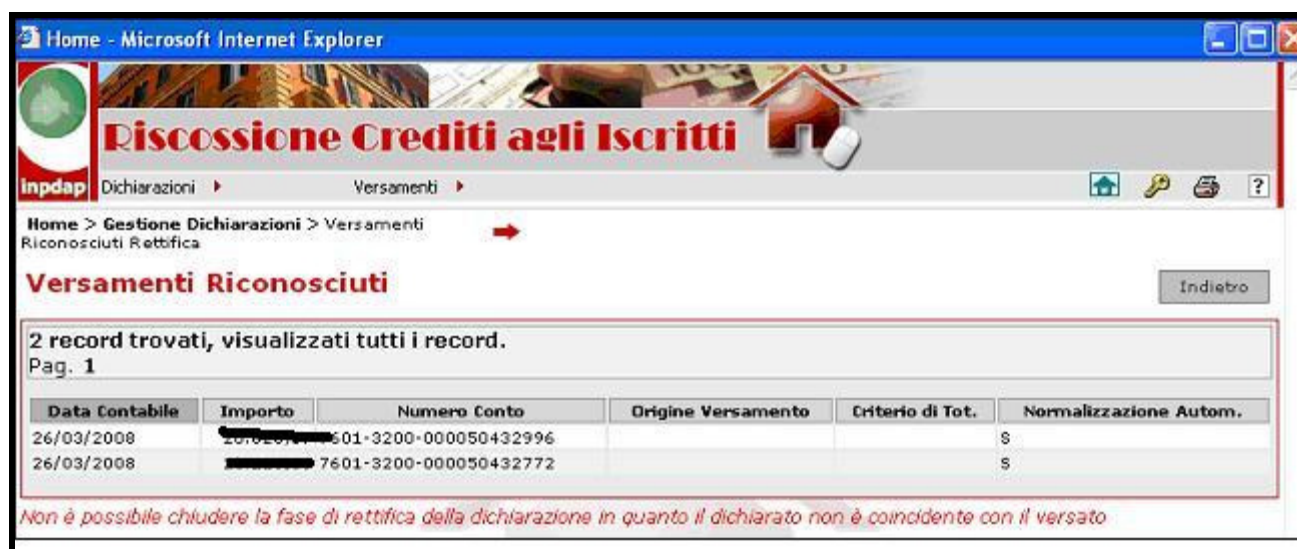 Home - Microsoft Internet Explorer
Riscossione Crediti agli Iscritti
inpdap Dichiarazioni Versamenti ?
Home > Gestione Dichiarazioni > Versamenti
Riconosciuti Rettifica
Versamenti Riconosciuti
Indietro
2 record trovati, visualizzati tutti i record.
Pag. 1
Data Contabile Importo Numero Conto Origine Versamento Criterio di Tot. Normalizzazione Autom.
26/03/2008 601-3200-000050432996 S
26/03/2008 7601-3200-000050432772 S
Non è possibile chiudere la fase di rettifica della dichiarazione in quanto il dichiarato non è coincidente con il versato